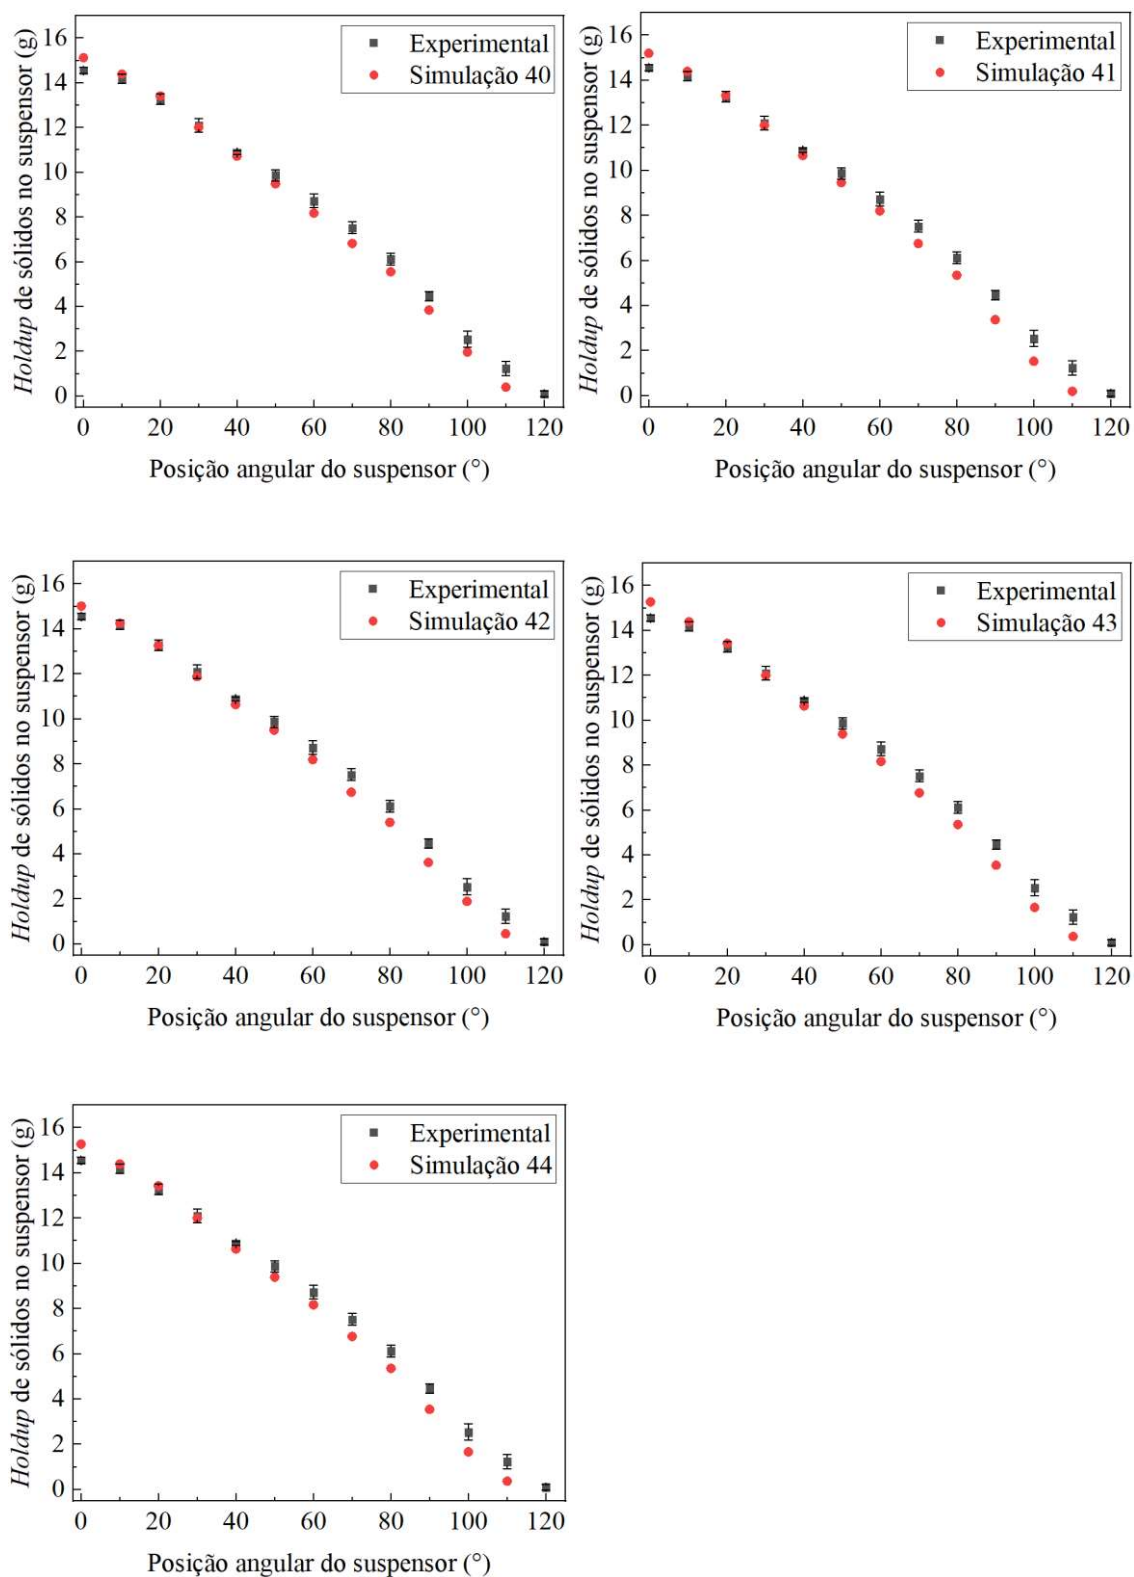 Holdup de sólidos no suspensor (g)
16
14
12
10
8
6
4
2
0
Experimental
Simulação 40
0 20 40 60 80 100 120
Posição angular do suspensor (°)
Holdup de sólidos no suspensor (g)
16
14
12
10
8
6
4
2
0
Experimental
Simulação 41
0 20 40 60 80 100 120
Posição angular do suspensor (°)
Holdup de sólidos no suspensor (g)
16
14
12
10
8
6
4
2
0
Experimental
Simulação 42
0 20 40 60 80 100 120
Posição angular do suspensor (°)
Holdup de sólidos no suspensor (g)
16
14
12
10
8
6
4
2
0
Experimental
Simulação 43
0 20 40 60 80 100 120
Posição angular do suspensor (°)
Holdup de sólidos no suspensor (g)
16
14
12
10
8
6
4
2
0
Experimental
Simulação 44
0 20 40 60 80 100 120
Posição angular do suspensor (°)